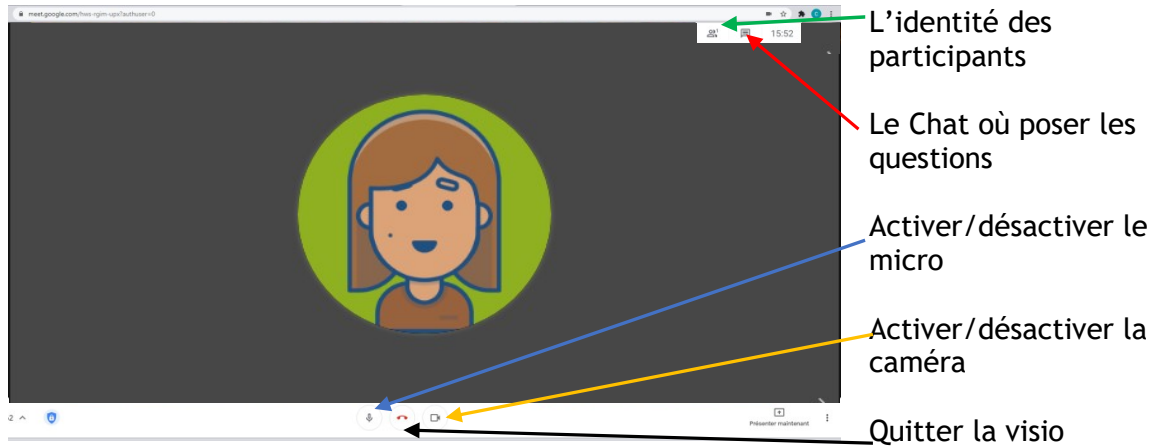 meet.google.com/hws-rgim-upx?authuser=0
15:52
L’identité des
participants
Le Chat où poser les
questions
Activer/désactiver le
micro
Activer/désactiver la
caméra
Présenter maintenant
Quitter la visio